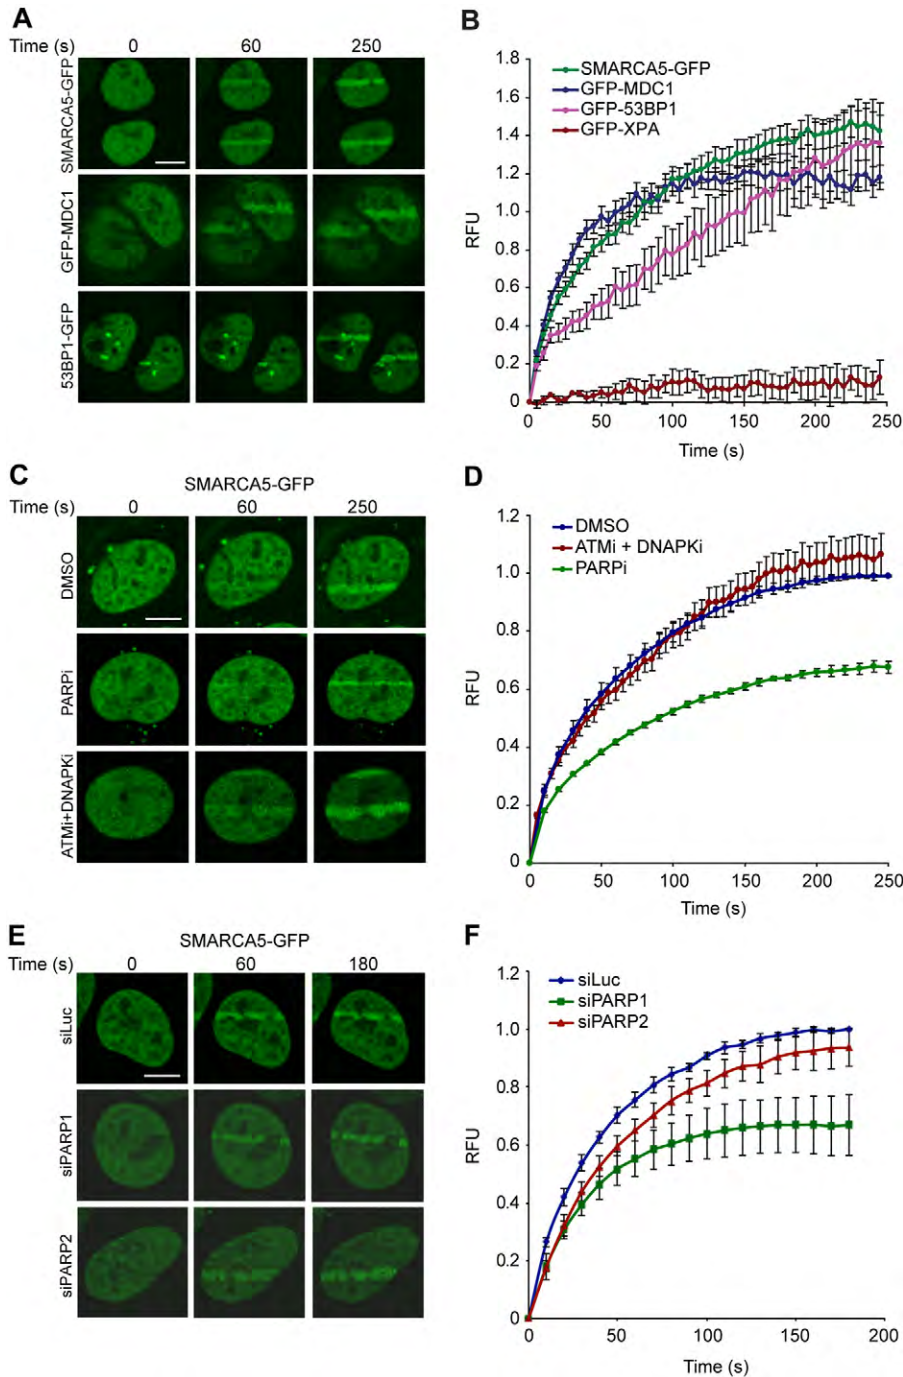 A
Time (s) 0 60 250
SMARCA5-GFP
GFP-MDC1
53BP1-GFP
B
1.8
1.6
1.4
1.2
1.0
0.8
0.6
0.4
0.2
0
RFU
SMARCA5-GFP
GFP-MDC1
GFP-53BP1
GFP-XPA
0 50 100 150 200 250
Time (s)
C
SMARCA5-GFP
Time (s) 0 60 250
DMSO
PARPi
ATMi+DNAPKi
D
1.2
1.0
0.8
0.6
0.4
0.2
0
RFU
DMSO
ATMi + DNAPKi
PARPi
0 50 100 150 200 250
Time (s)
E
SMARCA5-GFP
Time (s) 0 60 180
siLuc
siPARP1
siPARP2
F
1.2
1.0
0.8
0.6
0.4
0.2
0
RFU
siLuc
siPARP1
siPARP2
0 50 100 150 200
Time (s)